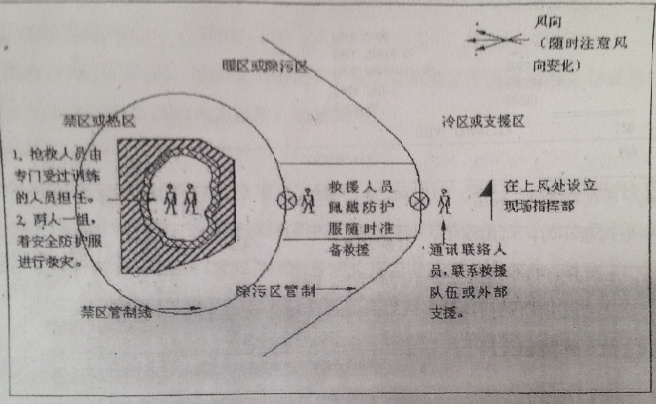 风向
（随时注意风
向变化）
暖区或除污区
禁区或热区
冷区或支援区
1. 抢救人员由
专门受过训练
的人员担任。
2. 两人一组，
着安全防护服
进行救灾。
救援人员
佩戴防护
服随时准
备救援
在上风处设立
现场指挥部
通讯联络人
员，联系救援
队伍或外部
支援。
除污区管制
禁区管制线